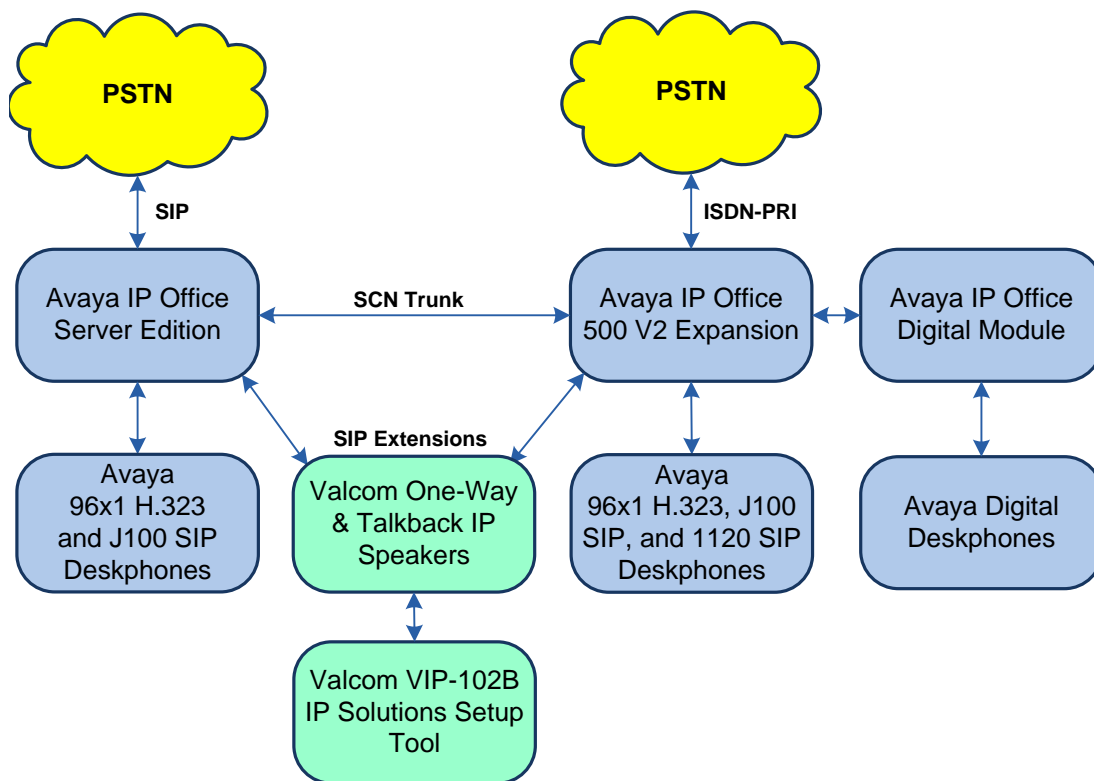 PSTN
PSTN
SIP
ISDN-PRI
Avaya IP Office
Server Edition
SCN Trunk
Avaya IP Office
500 V2 Expansion
Avaya IP Office
Digital Module
SIP Extensions
Avaya
96x1 H.323
and J100 SIP
Deskphones
Valcom One-Way
& Talkback IP
Speakers
Avaya
96x1 H.323, J100
SIP, and 1120 SIP
Deskphones
Avaya Digital
Deskphones
Valcom VIP-102B
IP Solutions Setup
Tool